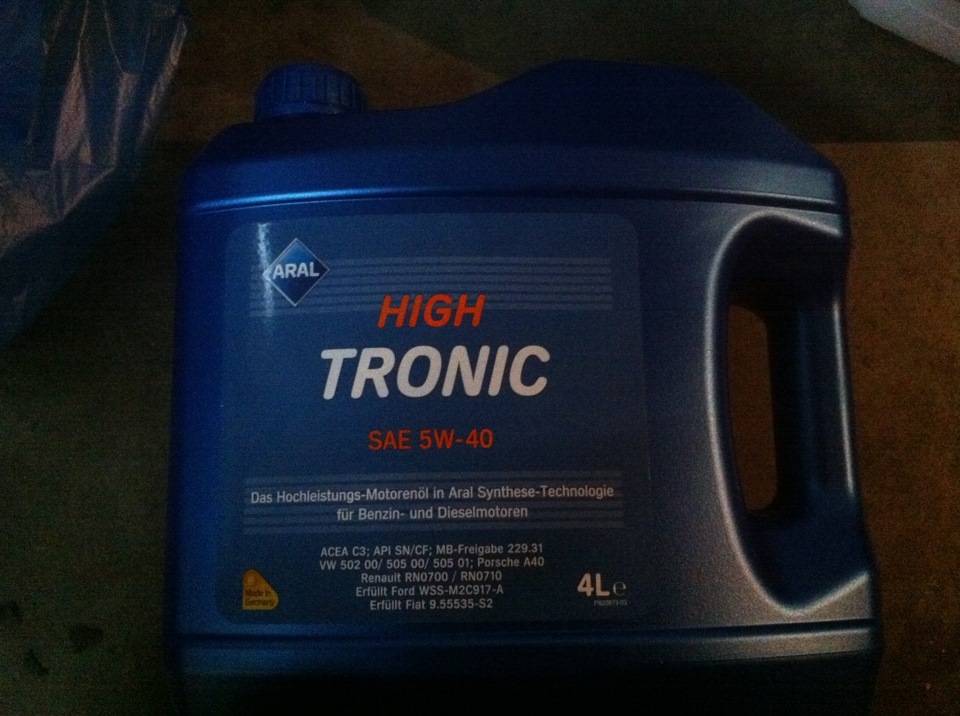 ARAL
HIGH
TRONIC
SAE 5W-40
Das Hochleistungs-Motorenöl in Aral Synthese-Technologie
für Benzin- und Dieselmotoren
ACEA C3; API SN/CF; MB-Freigabe 229.31
VW 502 00/ 505 00/ 505 01; Porsche A40
Renault RN0700 / RN0710
Erfüllt Ford WSS-M2C917-A
Erfüllt Fiat 9.55535-S2
Made in
Germany
4L℮